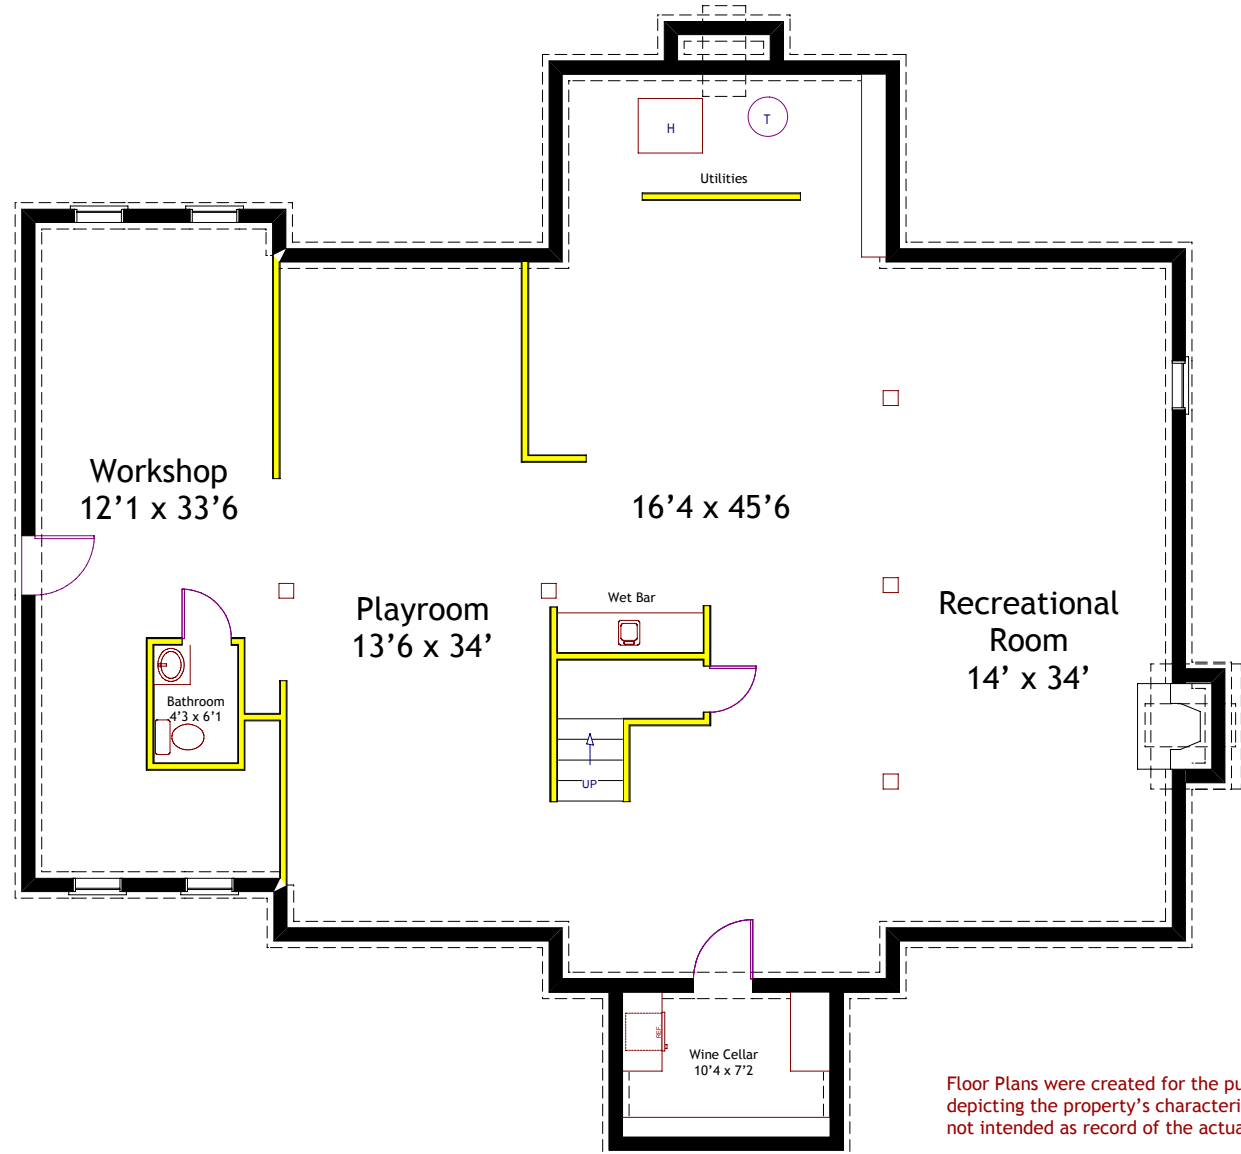 H
T
Utilities
Workshop
12’1 x 33’6
16’4 x 45’6
Wet Bar
Playroom
13’6 x 34’
Recreational
Room
14’ x 34’
Bathroom
4’3 x 6’1
UP
REF.
Wine Cellar
10’4 x 7’2
Floor Plans were created for the pu
depicting the property’s characteri
not intended as record of the actua